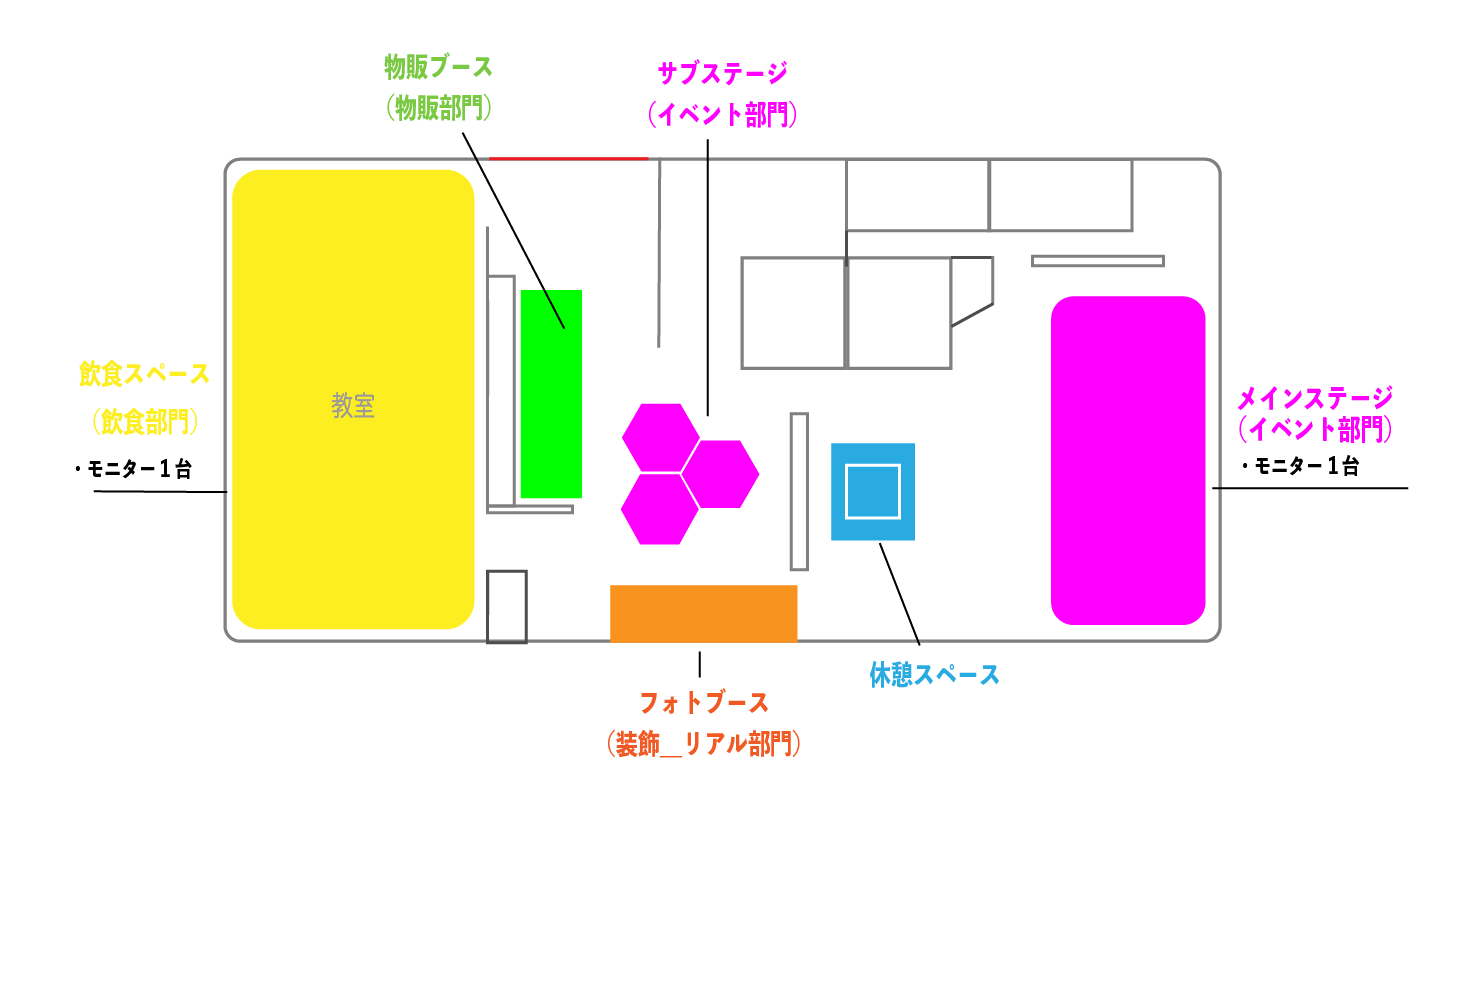 物販ブース
（物販部門）
サブステージ
（イベント部門）
飲食スペース
（飲食部門）
・モニター１台
教室
メインステージ
（イベント部門）
・モニター１台
休憩スペース
フォトブース
（装飾＿リアル部門）